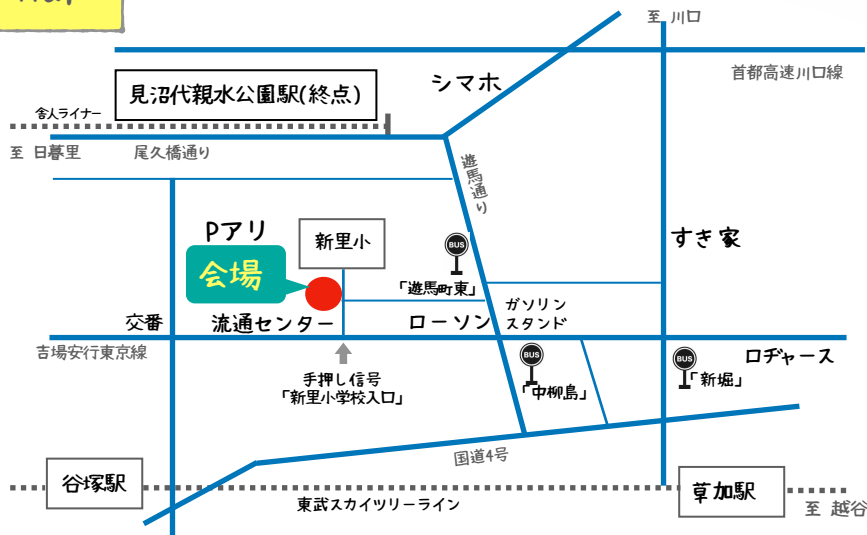 至 川口
首都高速川口線
シマホ
見沼代親水公園駅(終点)
舎人ライナー
至 日暮里
尾久橋通り
遊馬通り
Pアリ
新里小
会場
BUS
「遊馬町東」
すき家
ガソリン
スタンド
交番
流通センター
ローソン
吉場安行東京線
手押し信号
「新里小学校入口」
BUS
「中柳島」
BUS
「新堀」
ロヂャース
国道4号
谷塚駅
東武スカイツリーライン
草加駅
至 越谷